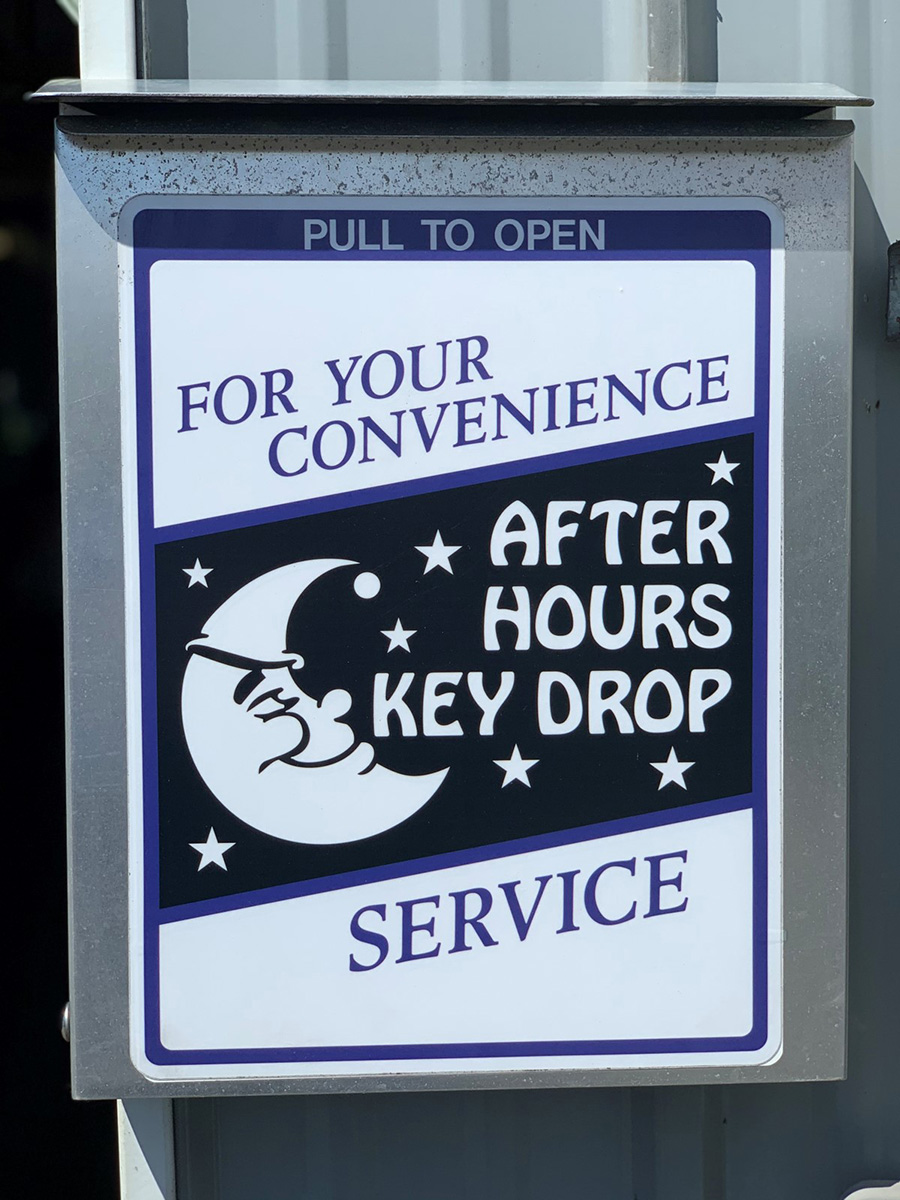 PULL TO OPEN
FOR YOUR
CONVENIENCE
AFTER
HOURS
KEY DROP
SERVICE